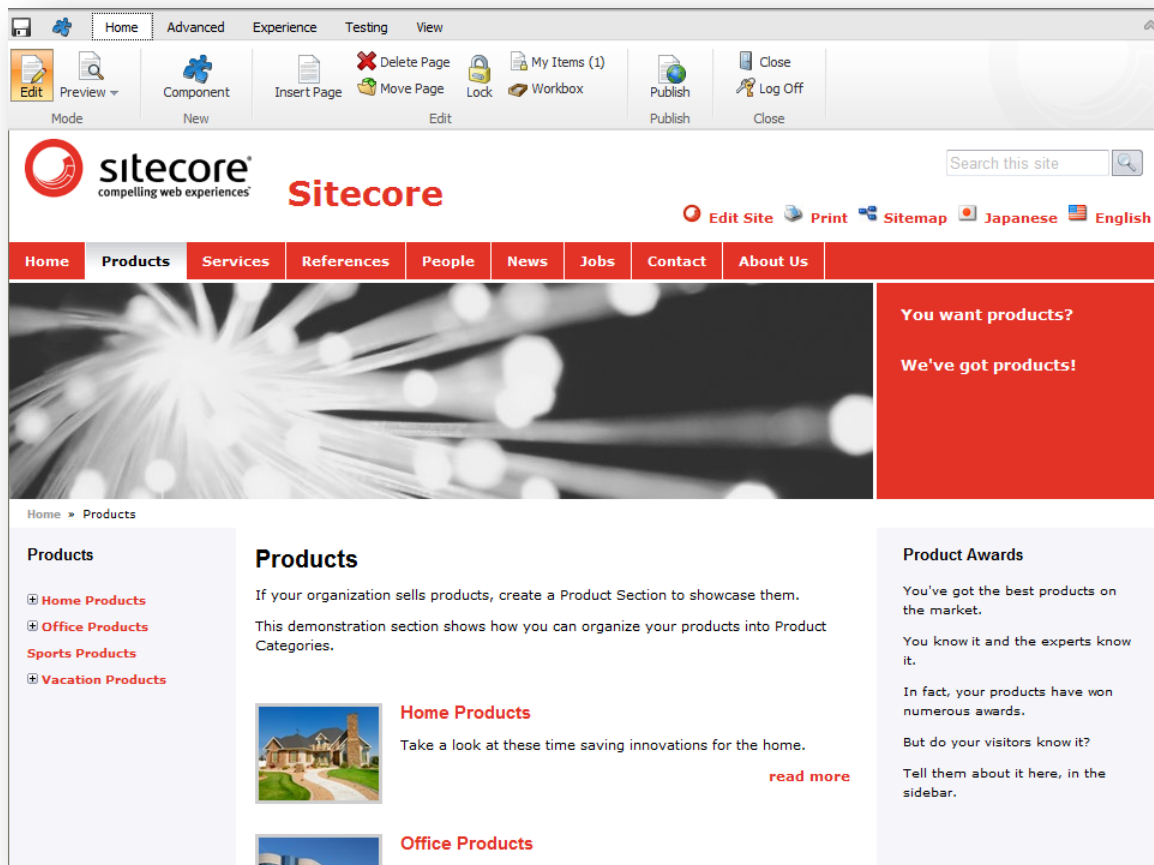 Home Advanced Experience Testing View
Edit Preview Component Insert Page Delete Page Move Page Lock My Items (1) Workbox Publish Close Log Off
Mode New Edit Publish Close
sitecore®
compelling web experiences
Sitecore
Search this site
Edit Site Print Sitemap Japanese English
Home Products Services References People News Jobs Contact About Us
You want products?
We've got products!
Home » Products
Products
Home Products
Office Products
Sports Products
Vacation Products
Products
If your organization sells products, create a Product Section to showcase them.
This demonstration section shows how you can organize your products into Product
Categories.
Home Products
Take a look at these time saving innovations for the home.
read more
Office Products
Product Awards
You've got the best products on
the market.
You know it and the experts know
it.
In fact, your products have won
numerous awards.
But do your visitors know it?
Tell them about it here, in the
sidebar.